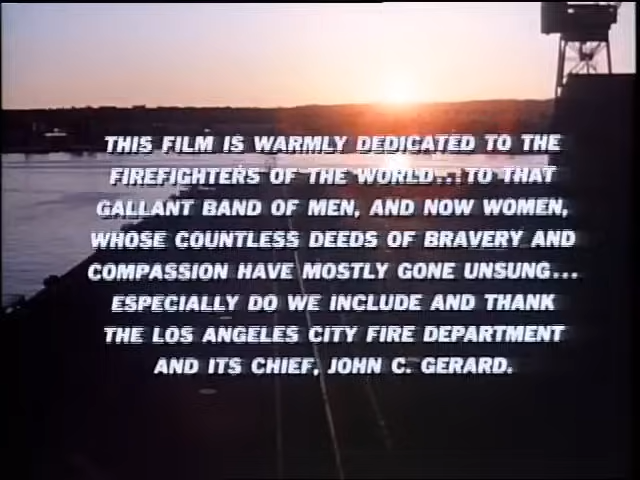 THIS FILM IS WARMLY DEDICATED TO THE
FIREFIGHTERS OF THE WORLD...TO THAT
GALLANT BAND OF MEN, AND NOW WOMEN,
WHOSE COUNTLESS DEEDS OF BRAVERY AND
COMPASSION HAVE MOSTLY GONE UNSUNG...
ESPECIALLY DO WE INCLUDE AND THANK
THE LOS ANGELES CITY FIRE DEPARTMENT
AND ITS CHIEF, JOHN C. GERARD.